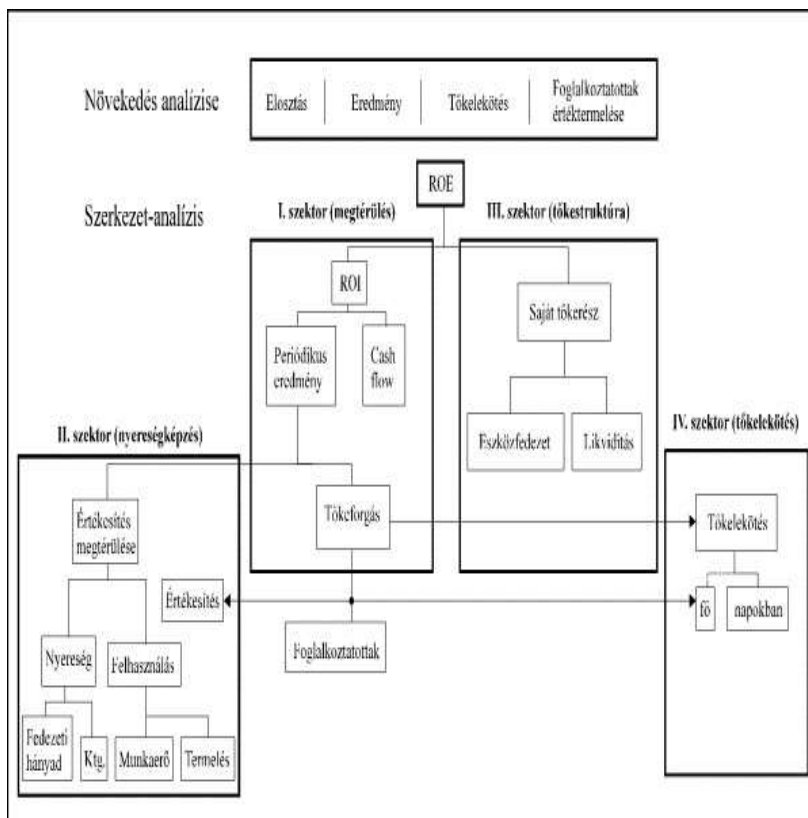 Növekedés analízise
Elosztás
Eredmény
Tőkelekötés
Foglalkoztatottak
értéktermelése
ROE
Szerkezet-analízis
I. szektor (megtérülés)
III. szektor (tőkestruktúra)
ROI
Saját tőkerész
Periódikus
eredmény
Cash
flow
Eszközfedezet
Likviditás
II. szektor (nyereségképzés)
IV. szektor (tőkelekötés)
Értékesítés
megtérülése
Tőkeforgás
Tőkelekötés
Értékesítés
fő
napokban
Foglalkoztatottak
Nyereség
Felhasználás
Fedezeti
hányad
Ktg.
Munkaerő
Termelés